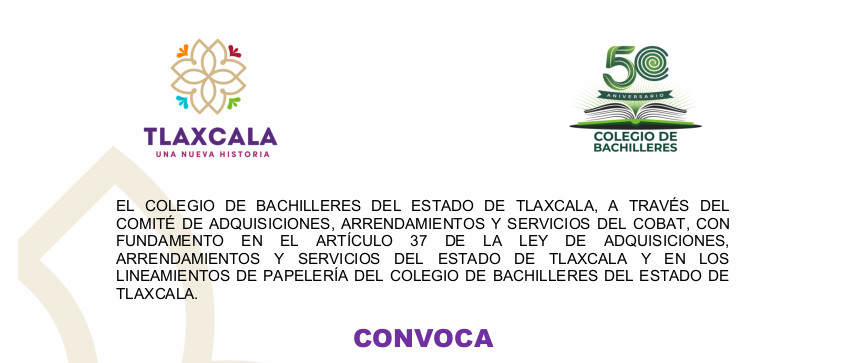 TLAXCALA
UNA NUEVA HISTORIA
50
ANIVERSARIO
COLEGIO DE
BACHILLERES
EL COLEGIO DE BACHILLERES DEL ESTADO DE TLAXCALA, A TRAVÉS DEL
COMITÉ DE ADQUISICIONES, ARRENDAMIENTOS Y SERVICIOS DEL COBAT, CON
FUNDAMENTO EN EL ARTÍCULO 37 DE LA LEY DE ADQUISICIONES,
ARRENDAMIENTOS Y SERVICIOS DEL ESTADO DE TLAXCALA Y EN LOS
LINEAMIENTOS DE PAPELERÍA DEL COLEGIO DE BACHILLERES DEL ESTADO DE
TLAXCALA.
CONVOCA